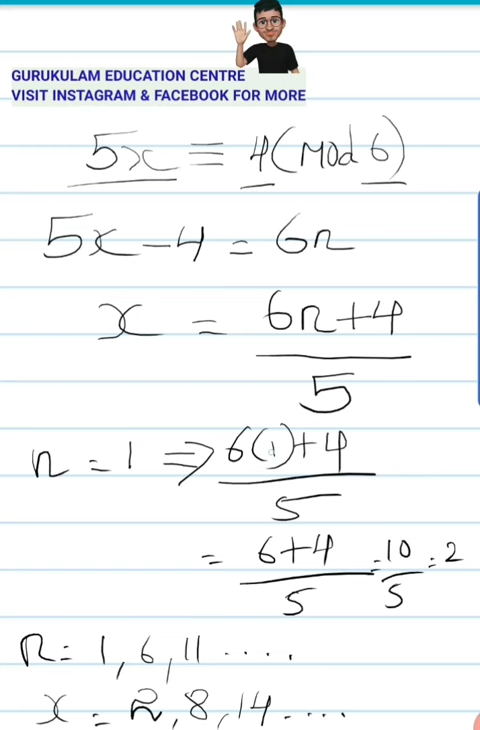 GURUKULAM EDUCATION CENTRE
VISIT INSTAGRAM & FACEBOOK FOR MORE
5x ≡ 4 (Mod 6)
5x - 4 = 6n
x = (6n+4)/5
n = 1 ⇒ (6(1)+4)/5
= (6+4)/5 = 10/5 = 2
n = 1, 6, 11 .....
x = 2, 8, 14 ....